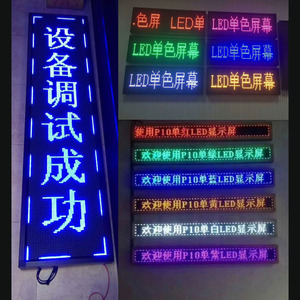 设备调试成功
色屏 LED单
LED单色屏幕
LED单色屏幕
LED单色屏幕
LED单色屏幕
LED单色屏幕
使用P10单红LED显示屏
欢迎使用P10单绿LED显示屏
欢迎使用P10单蓝LED显示屏
欢迎使用P10单黄LED显示屏
欢迎使用P10单白LED显示屏
欢迎使用P10单紫LED显示屏